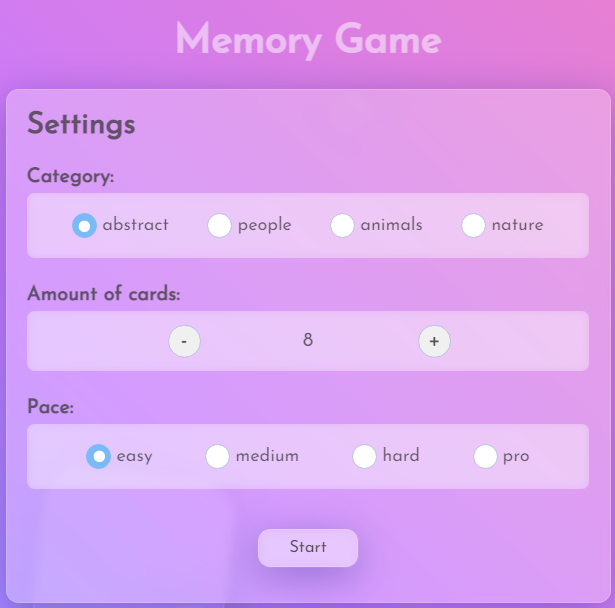 Memory Game
Settings
Category:
abstract people animals nature
Amount of cards:
- 8 +
Pace:
easy medium hard pro
Start